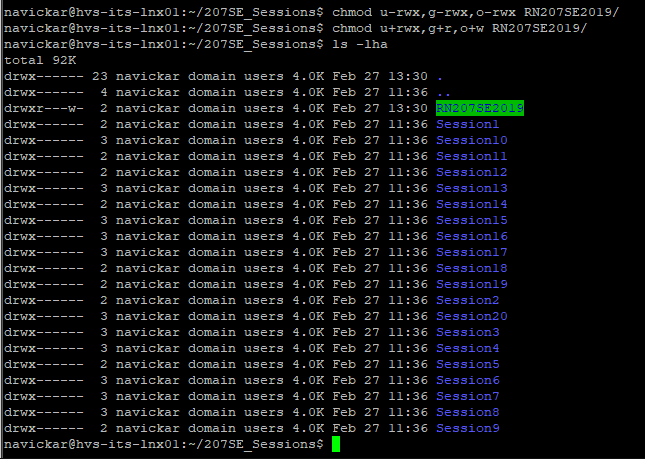 navickar@hvs-its-lnx01:~/207SE_Sessions$ chmod u-rwx,g-rwx,o-rwx RN207SE2019/
navickar@hvs-its-lnx01:~/207SE_Sessions$ chmod u+rwx,g+r,o+w RN207SE2019/
navickar@hvs-its-lnx01:~/207SE_Sessions$ ls -lha
total 92K
drwx------ 23 navickar domain users 4.0K Feb 27 13:30 .
drwx------  4 navickar domain users 4.0K Feb 27 11:36 ..
drwxr---w-  2 navickar domain users 4.0K Feb 27 13:30 RN207SE2019
drwx------  2 navickar domain users 4.0K Feb 27 11:36 Session1
drwx------  3 navickar domain users 4.0K Feb 27 11:36 Session10
drwx------  2 navickar domain users 4.0K Feb 27 11:36 Session11
drwx------  2 navickar domain users 4.0K Feb 27 11:36 Session12
drwx------  3 navickar domain users 4.0K Feb 27 11:36 Session13
drwx------  2 navickar domain users 4.0K Feb 27 11:36 Session14
drwx------  3 navickar domain users 4.0K Feb 27 11:36 Session15
drwx------  3 navickar domain users 4.0K Feb 27 11:36 Session16
drwx------  3 navickar domain users 4.0K Feb 27 11:36 Session17
drwx------  2 navickar domain users 4.0K Feb 27 11:36 Session18
drwx------  2 navickar domain users 4.0K Feb 27 11:36 Session19
drwx------  2 navickar domain users 4.0K Feb 27 11:36 Session2
drwx------  3 navickar domain users 4.0K Feb 27 11:36 Session20
drwx------  3 navickar domain users 4.0K Feb 27 11:36 Session3
drwx------  3 navickar domain users 4.0K Feb 27 11:36 Session4
drwx------  2 navickar domain users 4.0K Feb 27 11:36 Session5
drwx------  3 navickar domain users 4.0K Feb 27 11:36 Session6
drwx------  3 navickar domain users 4.0K Feb 27 11:36 Session7
drwx------  3 navickar domain users 4.0K Feb 27 11:36 Session8
drwx------  2 navickar domain users 4.0K Feb 27 11:36 Session9
navickar@hvs-its-lnx01:~/207SE_Sessions$